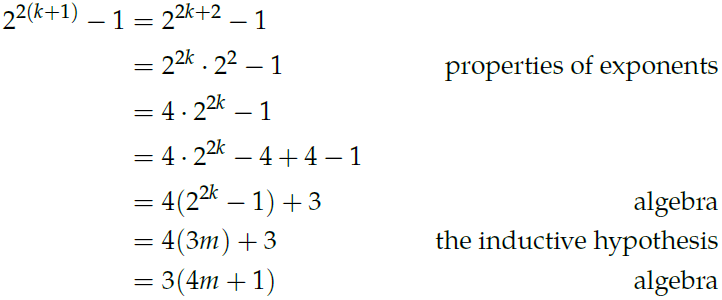 2^{2(k+1)} − 1 = 2^{2k+2} − 1
= 2^{2k} · 2^2 − 1 properties of exponents
= 4 · 2^{2k} − 1
= 4 · 2^{2k} − 4 + 4 − 1
= 4(2^{2k} − 1) + 3 algebra
= 4(3m) + 3 the inductive hypothesis
= 3(4m + 1) algebra